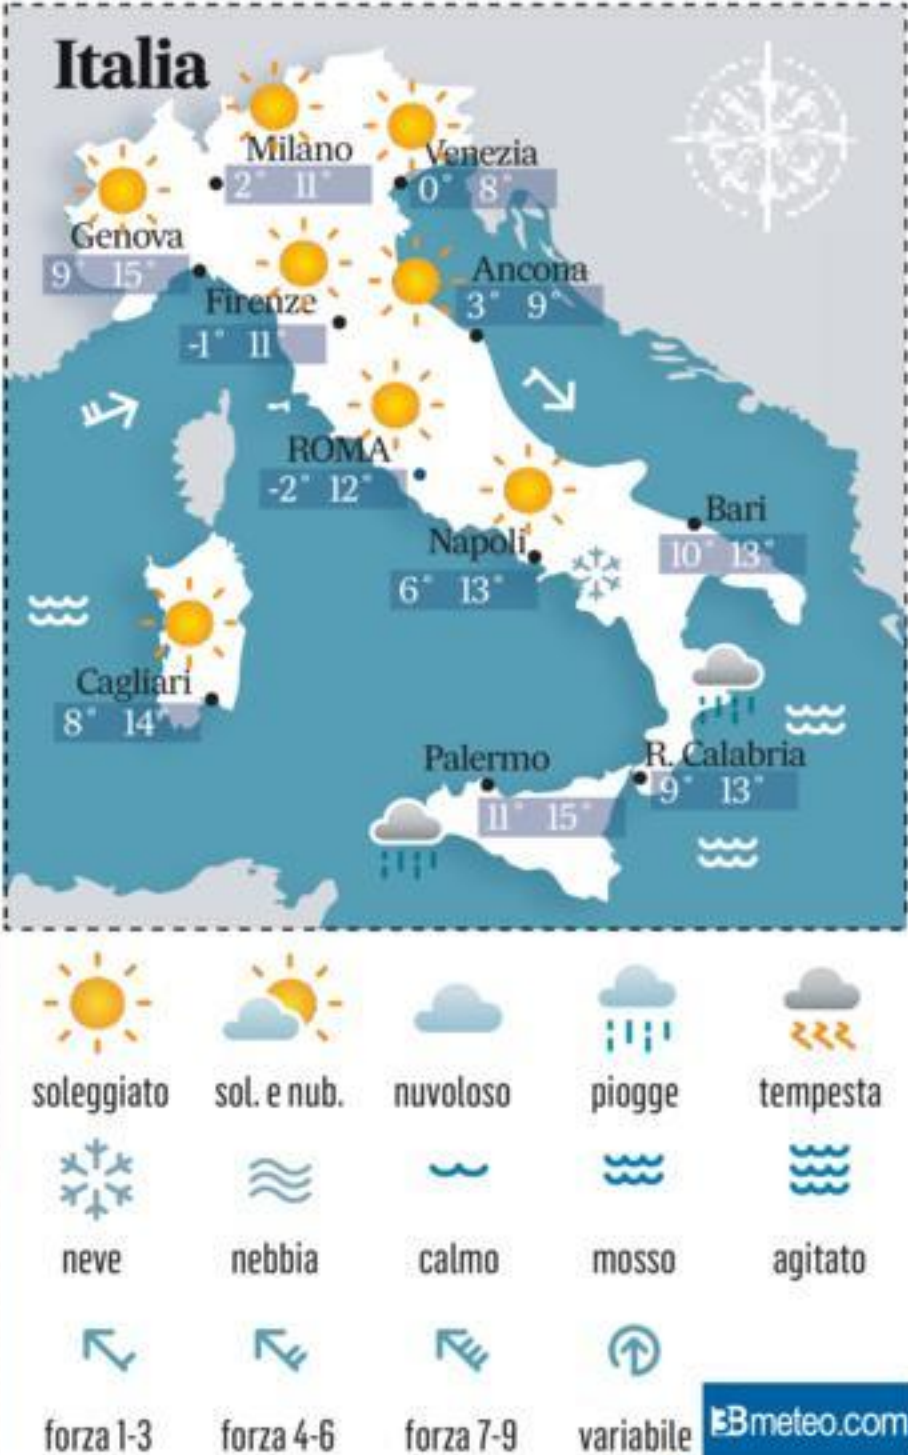 Italia
Milano
2° 11°
Venezia
0° 8°
Genova
9° 15°
Firenze
-1° 11°
Ancona
3° 9°
ROMA
-2° 12°
Napoli
6° 13°
Bari
10° 13°
Cagliari
8° 14°
Palermo
11° 15°
R. Calabria
9° 13°
soleggiato sol. e nub. nuvoloso piogge tempesta
neve nebbia calmo mosso agitato
forza 1-3 forza 4-6 forza 7-9 variabile
3Bmeteo.com